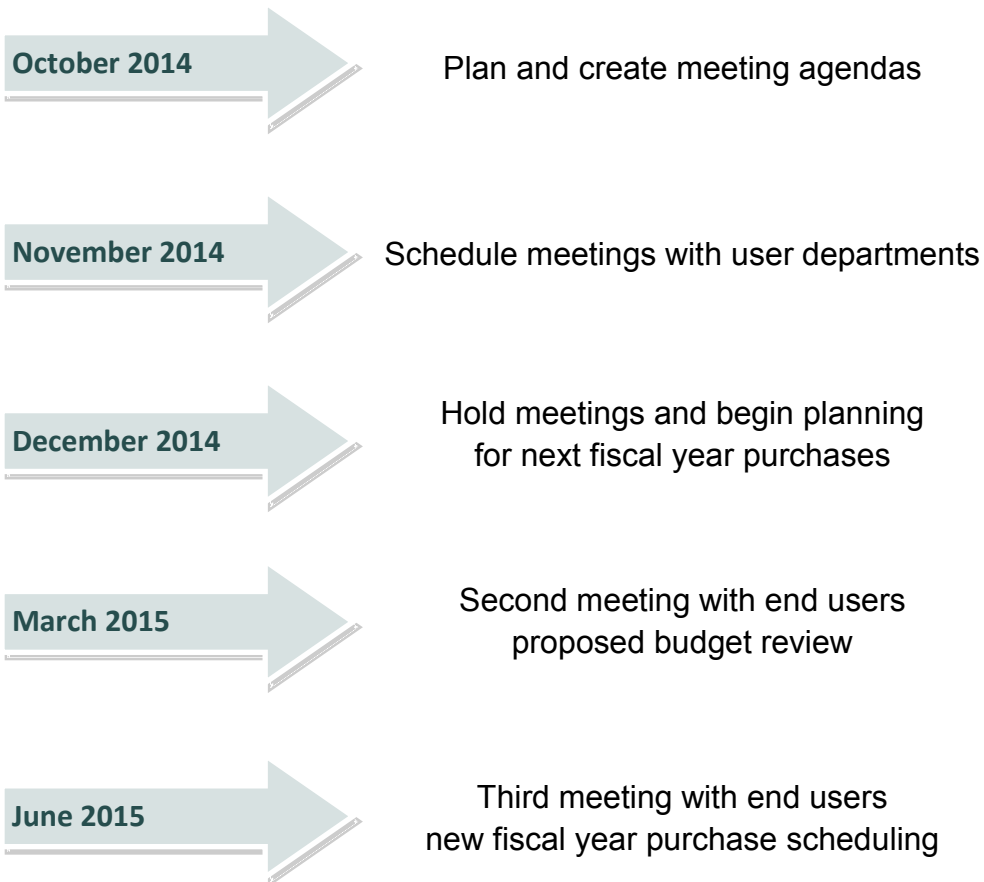 October 2014
Plan and create meeting agendas
November 2014
Schedule meetings with user departments
December 2014
Hold meetings and begin planning
for next fiscal year purchases
March 2015
Second meeting with end users
proposed budget review
June 2015
Third meeting with end users
new fiscal year purchase scheduling